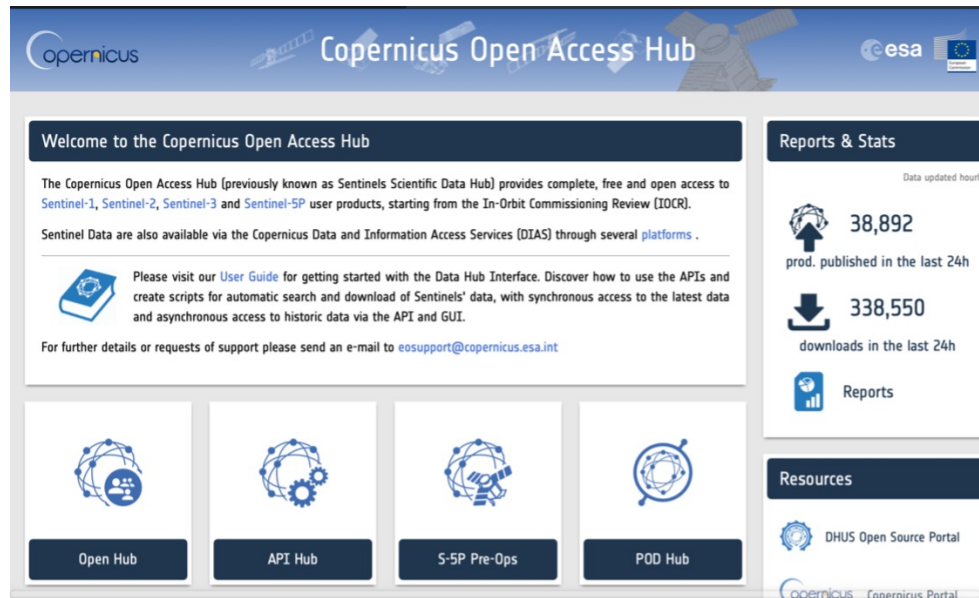 opernicus
Copernicus Open Access Hub
esa
European
Commission
Welcome to the Copernicus Open Access Hub
The Copernicus Open Access Hub (previously known as Sentinels Scientific Data Hub) provides complete, free and open access to
Sentinel-1, Sentinel-2, Sentinel-3 and Sentinel-5P user products, starting from the In-Orbit Commissioning Review (IOCR).
Sentinel Data are also available via the Copernicus Data and Information Access Services (DIAS) through several platforms .
Please visit our User Guide for getting started with the Data Hub Interface. Discover how to use the APIs and
create scripts for automatic search and download of Sentinels' data, with synchronous access to the latest data
and asynchronous access to historic data via the API and GUI.
For further details or requests of support please send an e-mail to eosupport@copernicus.esa.int
Open Hub
API Hub
S-5P Pre-Ops
POD Hub
Reports & Stats
Data updated hourl
38,892
prod. published in the last 24h
338,550
downloads in the last 24h
Reports
Resources
DHUS Open Source Portal
opernicus
Copernicus Portal